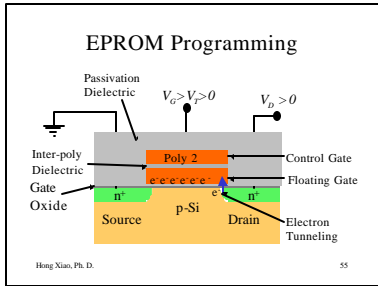 EPROM Programming
Passivation
Dielectric
V_G>V_T>0
V_D >0
Inter-poly
Dielectric
Poly 2
Control Gate
Floating Gate
e- e- e- e- e- e-
Gate
Oxide
n+
e-
n+
p-Si
Source
Drain
Electron
Tunneling
Hong Xiao, Ph. D.
55